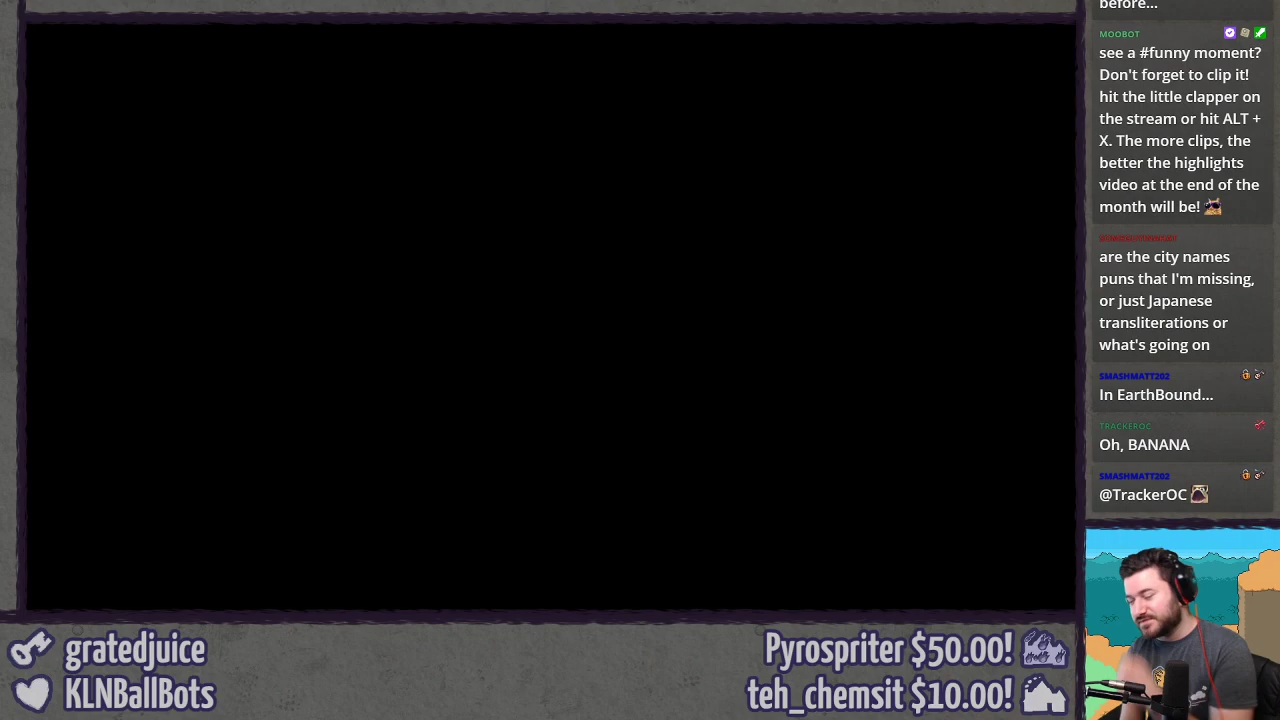 before...
MOOBOT
see a #funny moment?
Don't forget to clip it!
hit the little clapper on
the stream or hit ALT +
X. The more clips, the
better the highlights
video at the end of the
month will be!
are the city names
puns that I'm missing,
or just Japanese
transliterations or
what's going on
SMASHMATT202
In EarthBound...
TRACKEROC
Oh, BANANA
SMASHMATT202
@TrackerOC
gratedjuice
KLNBallBots
Pyrospriter $50.00!
teh_chemsit $10.00!